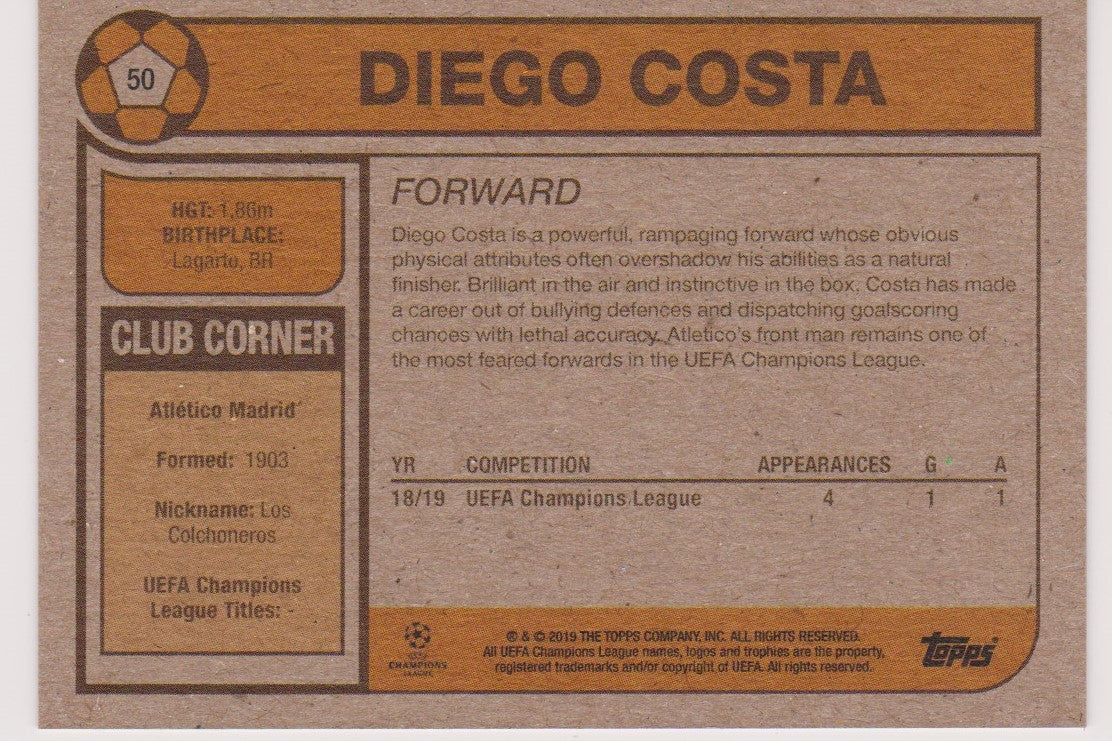 50
DIEGO COSTA
HGT: 1.86m
BIRTHPLACE:
Lagarto, BR
CLUB CORNER
Atlético Madrid
Formed: 1903
Nickname: Los
Colchoneros
UEFA Champions
League Titles: -
FORWARD
Diego Costa is a powerful, rampaging forward whose obvious
physical attributes often overshadow his abilities as a natural
finisher. Brilliant in the air and instinctive in the box, Costa has made
a career out of bullying defences and dispatching goalscoring
chances with lethal accuracy. Atletico's front man remains one of
the most feared forwards in the UEFA Champions League.
YR COMPETITION APPEARANCES G A
18/19 UEFA Champions League 4 1 1
UEFA
CHAMPIONS
LEAGUE
® & © 2019 THE TOPPS COMPANY, INC. ALL RIGHTS RESERVED.
All UEFA Champions League names, logos and trophies are the property,
registered trademarks and/or copyright of UEFA. All rights reserved.
Topps®